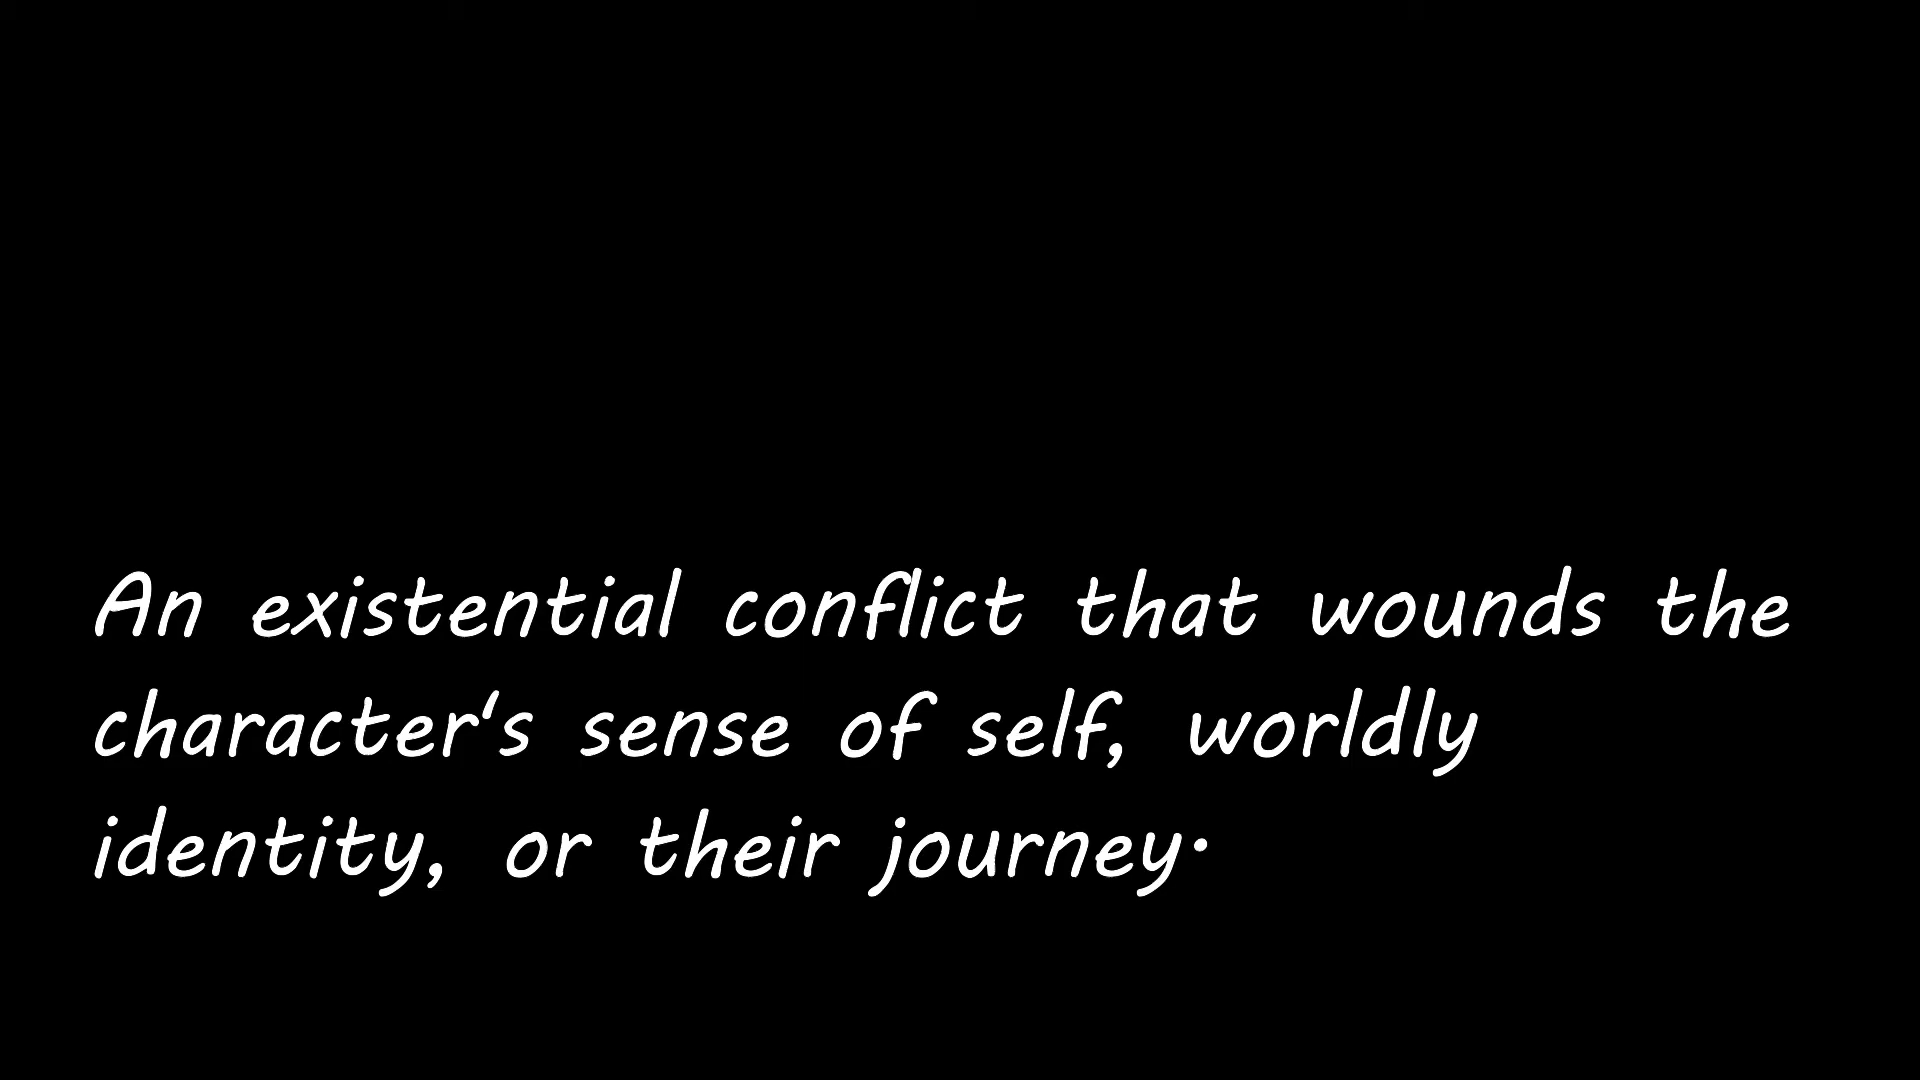 An existential conflict that wounds the
character's sense of self, worldly
identity, or their journey.